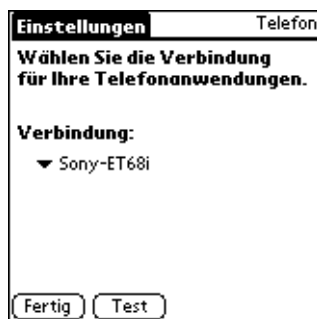 Einstellungen Telefon
Wählen Sie die Verbindung
für Ihre Telefonanwendungen.
Verbindung:
Sony-ET68i
Fertig Test